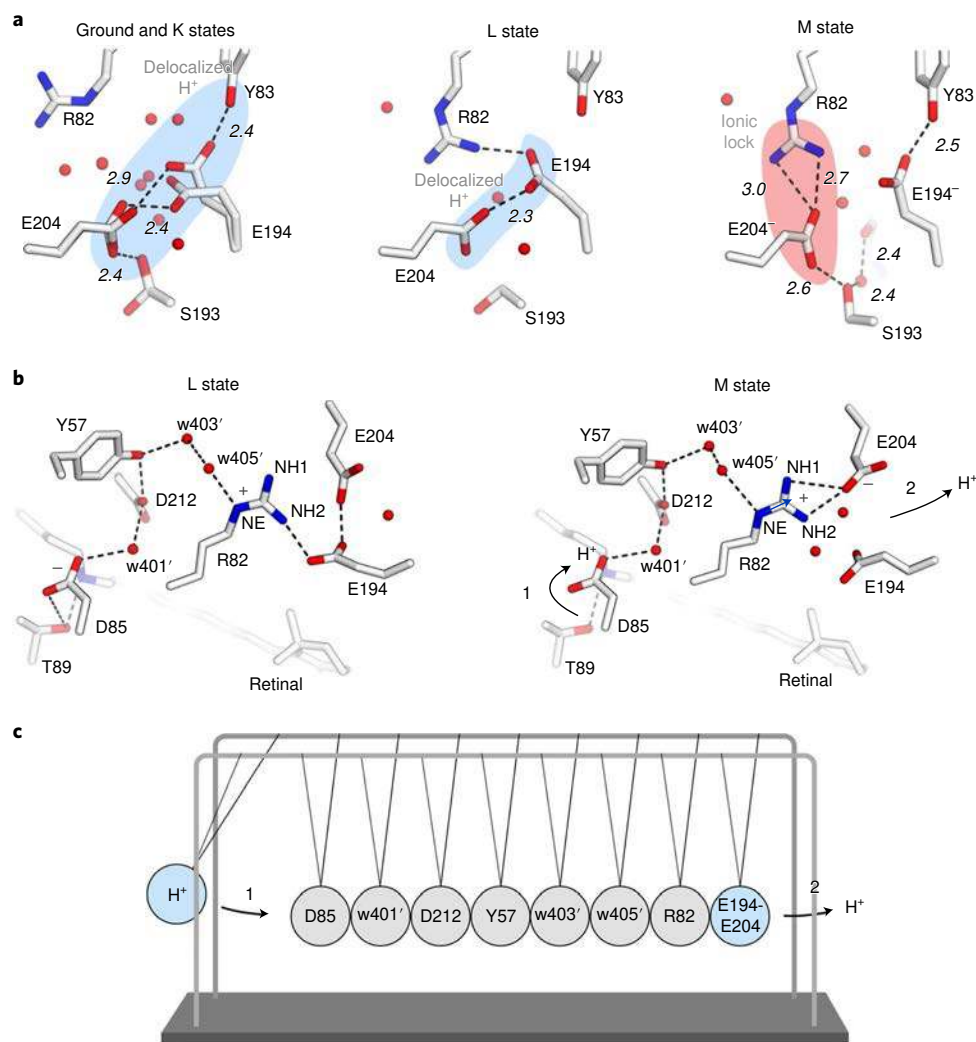 a
Ground and K states
Delocalized
H+
Y83
R82
2.4
2.9
E204
2.4
E194
2.4
S193
L state
Y83
R82
E194
Delocalized
H+
2.3
E204
S193
M state
Y83
R82
Ionic
lock
2.5
3.0
2.7
E194−
E204−
2.4
2.6
2.4
S193
b
L state
Y57
w403′
E204
w405′
+
NH1
D212
NE
NH2
w401′
R82
−
E194
D85
T89
Retinal
M state
Y57
w403′
E204
w405′
NH1
−
2
H+
D212
+
NE
NH2
H+
w401′
R82
1
E194
D85
T89
Retinal
c
H+
1
D85
w401′
D212
Y57
w403′
w405′
R82
E194-
E204
2
H+